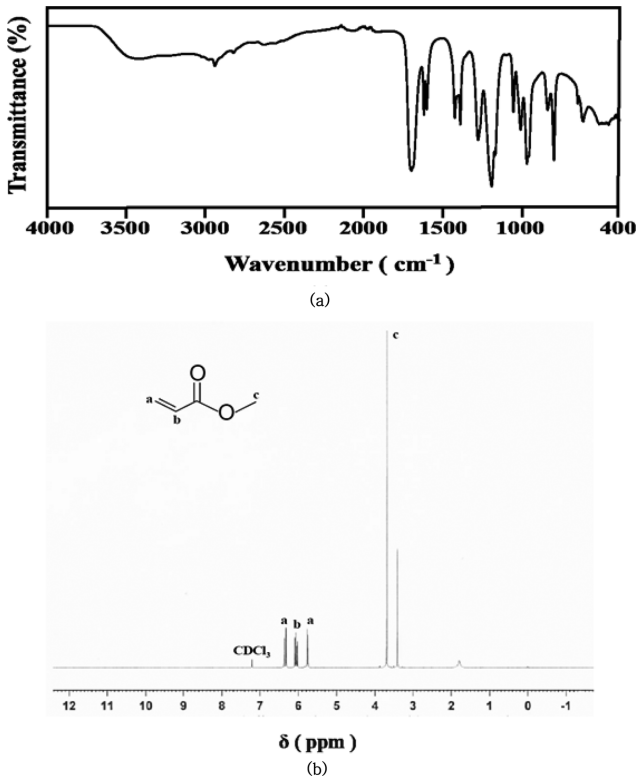 Transmittance (%)
4000 3500 3000 2500 2000 1500 1000 400
Wavenumber ( cm-1 )
(a)
c
O
a
b
O
c
a b a
CDCl3
12 11 10 9 8 7 6 5 4 3 2 1 0 -1
δ ( ppm )
(b)